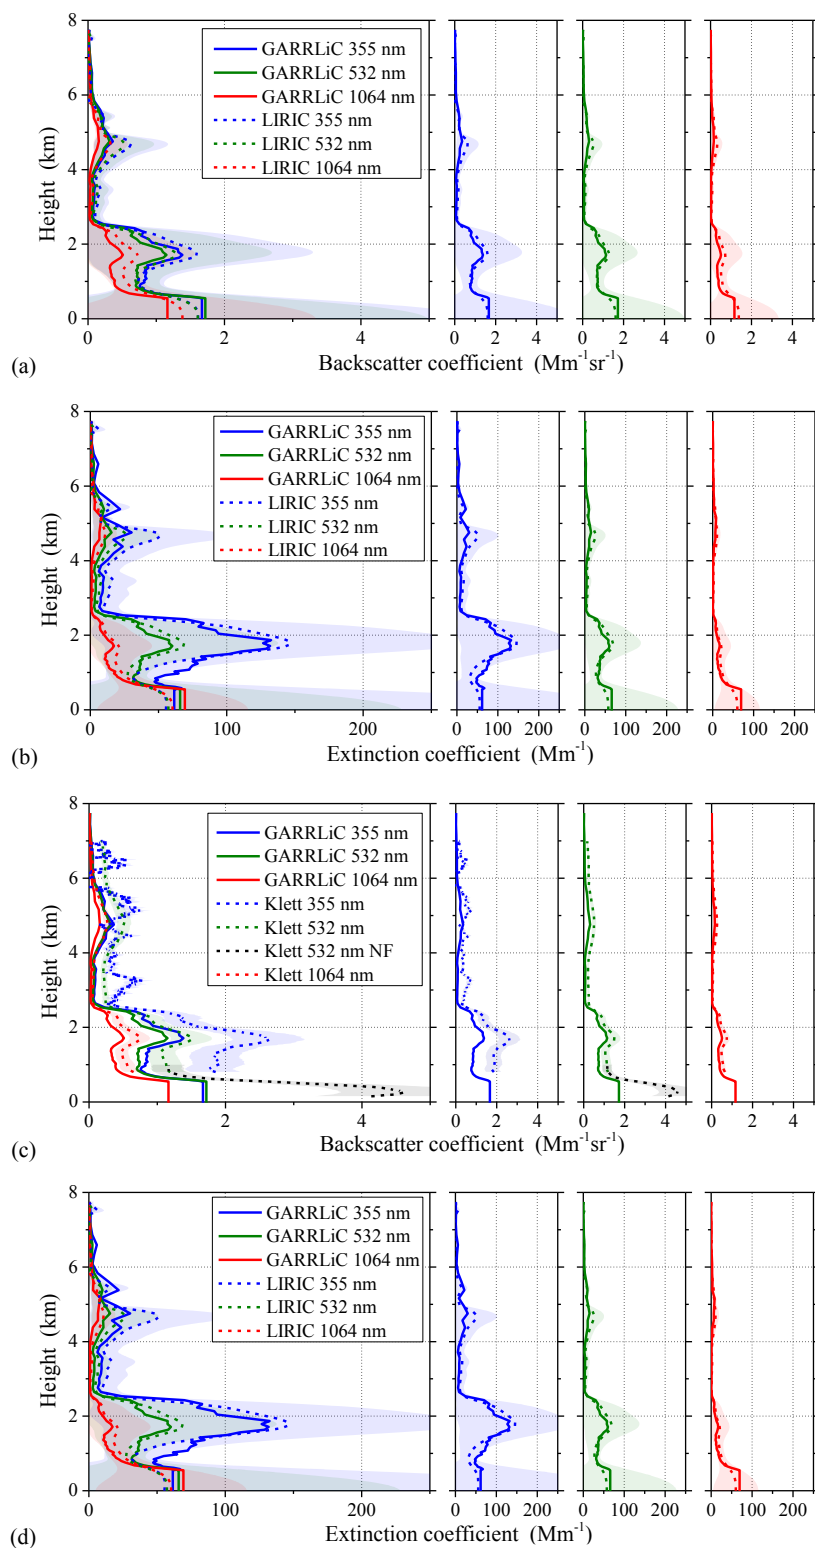 8
6
4
2
0
Height (km)
GARRLiC 355 nm
GARRLiC 532 nm
GARRLiC 1064 nm
LIRIC 355 nm
LIRIC 532 nm
LIRIC 1064 nm
0 2 4 0 2 4 0 2 4 0 2 4
(a)
Backscatter coefficient (Mm⁻¹sr⁻¹)
8
6
4
2
0
Height (km)
GARRLiC 355 nm
GARRLiC 532 nm
GARRLiC 1064 nm
LIRIC 355 nm
LIRIC 532 nm
LIRIC 1064 nm
0 100 200 0 100 200 0 100 200 0 100 200
(b)
Extinction coefficient (Mm⁻¹)
8
6
4
2
0
Height (km)
GARRLiC 355 nm
GARRLiC 532 nm
GARRLiC 1064 nm
Klett 355 nm
Klett 532 nm
Klett 532 nm NF
Klett 1064 nm
0 2 4 0 2 4 0 2 4 0 2 4
(c)
Backscatter coefficient (Mm⁻¹sr⁻¹)
8
6
4
2
0
Height (km)
GARRLiC 355 nm
GARRLiC 532 nm
GARRLiC 1064 nm
LIRIC 355 nm
LIRIC 532 nm
LIRIC 1064 nm
0 100 200 0 100 200 0 100 200 0 100 200
(d)
Extinction coefficient (Mm⁻¹)